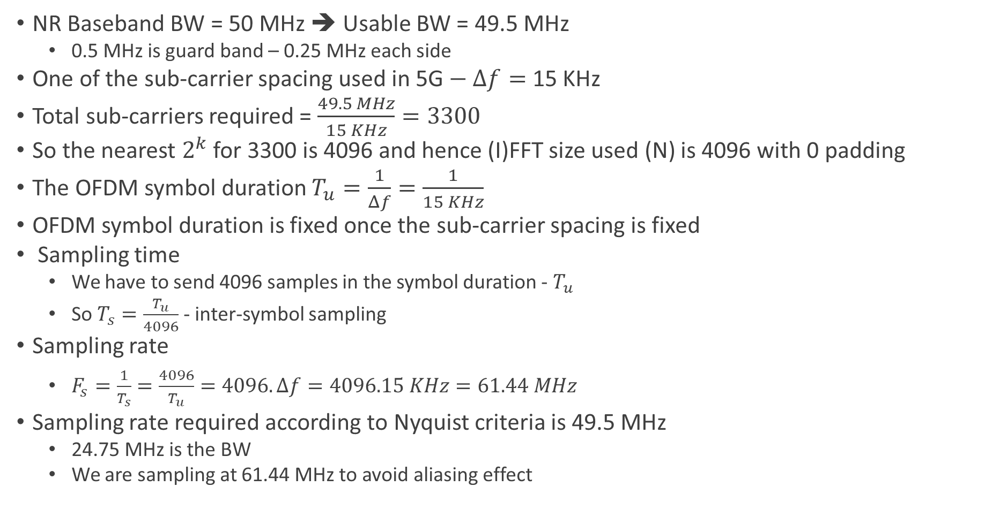 • NR Baseband BW = 50 MHz ➔ Usable BW = 49.5 MHz
• 0.5 MHz is guard band – 0.25 MHz each side
• One of the sub-carrier spacing used in 5G − Δf = 15 KHz
• Total sub-carriers required = \frac{49.5 MHz}{15 KHz} = 3300
• So the nearest 2^k for 3300 is 4096 and hence (I)FFT size used (N) is 4096 with 0 padding
• The OFDM symbol duration T_u = \frac{1}{Δf} = \frac{1}{15 KHz}
• OFDM symbol duration is fixed once the sub-carrier spacing is fixed
• Sampling time
• We have to send 4096 samples in the symbol duration - T_u
• So T_s = \frac{T_u}{4096} - inter-symbol sampling
• Sampling rate
• F_s = \frac{1}{T_s} = \frac{4096}{T_u} = 4096. Δf = 4096.15 KHz = 61.44 MHz
• Sampling rate required according to Nyquist criteria is 49.5 MHz
• 24.75 MHz is the BW
• We are sampling at 61.44 MHz to avoid aliasing effect